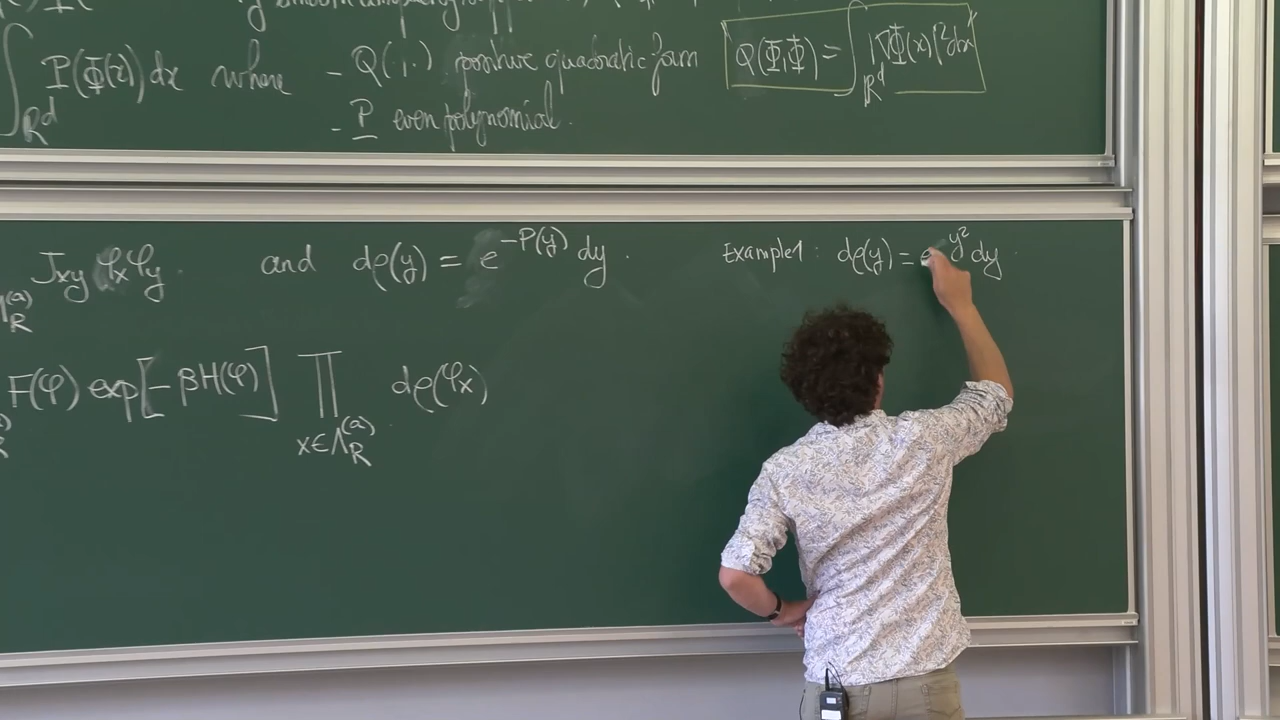 ∫_{ℝ^d} P(Φ(x)) dx where - Q(·,·) positive quadratic form
- P even polynomial.
Q(Φ,Φ) = ∫_{ℝ^d} |∇Φ(x)|² dx
J_{xy} φ_x φ_y . and dρ(y) = e^{-P(y)} dy . Example 1 : dρ(y) = e^{y²} dy
F(φ) exp[-βH(φ)] ∏_{x∈Λ_R^{(a)}} dρ(φ_x)